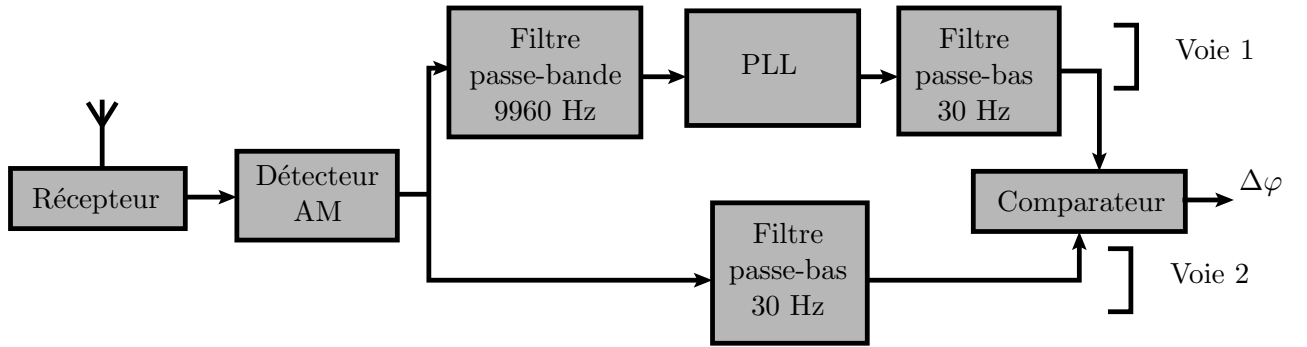 Filtre
passe-bande
9960 Hz
PLL
Filtre
passe-bas
30 Hz
Voie 1
Récepteur
Détecteur
AM
Comparateur
Δφ
Filtre
passe-bas
30 Hz
Voie 2